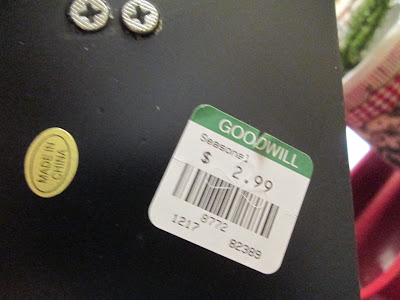 MADE IN
CHINA
GOODWILL
Seasonal
$ 2.99
8772
1217 82389